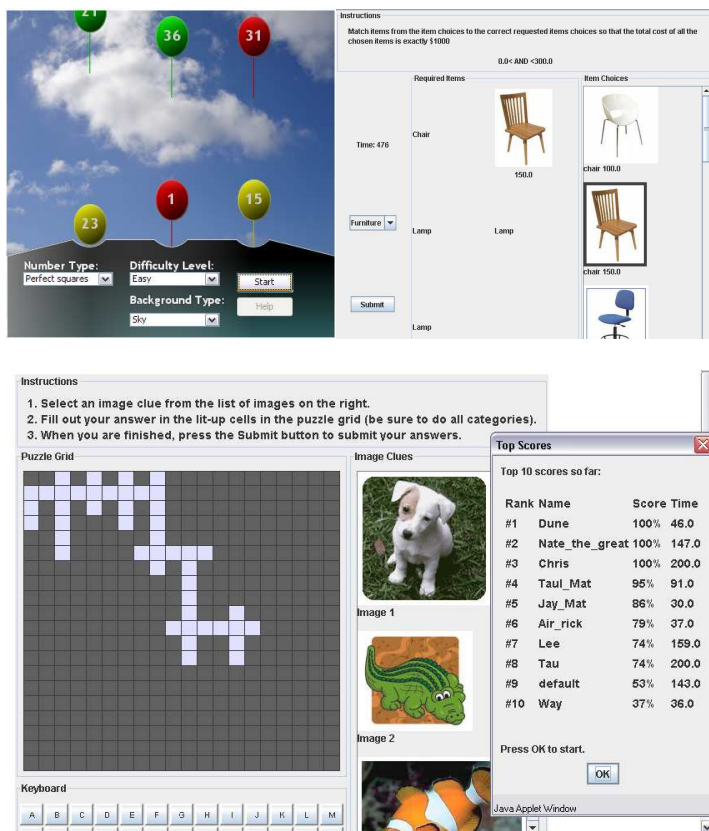 21
36
31
23
1
15
Number Type:
Difficulty Level:
Perfect squares
Easy
Start
Background Type:
Help
Sky
Instructions
Match items from the item choices to the correct requested items choices so that the total cost of all the
chosen items is exactly $1000
0.0< AND <300.0
Required Items
Item Choices
Time: 476
Chair
150.0
chair 100.0
Furniture
Lamp
Lamp
chair 150.0
Submit
Lamp
Instructions
1. Select an image clue from the list of images on the right.
2. Fill out your answer in the lit-up cells in the puzzle grid (be sure to do all categories).
3. When you are finished, press the Submit button to submit your answers.
Puzzle Grid
Image Clues
Image 1
Image 2
Keyboard
A B C D E F G H I J K L M
Top Scores
Top 10 scores so far:
Rank Name Score Time
#1 Dune 100% 46.0
#2 Nate_the_great 100% 147.0
#3 Chris 100% 200.0
#4 Taul_Mat 95% 91.0
#5 Jay_Mat 86% 30.0
#6 Air_rick 79% 37.0
#7 Lee 74% 159.0
#8 Tau 74% 200.0
#9 default 53% 143.0
#10 Way 37% 36.0
Press OK to start.
OK
Java Applet Window